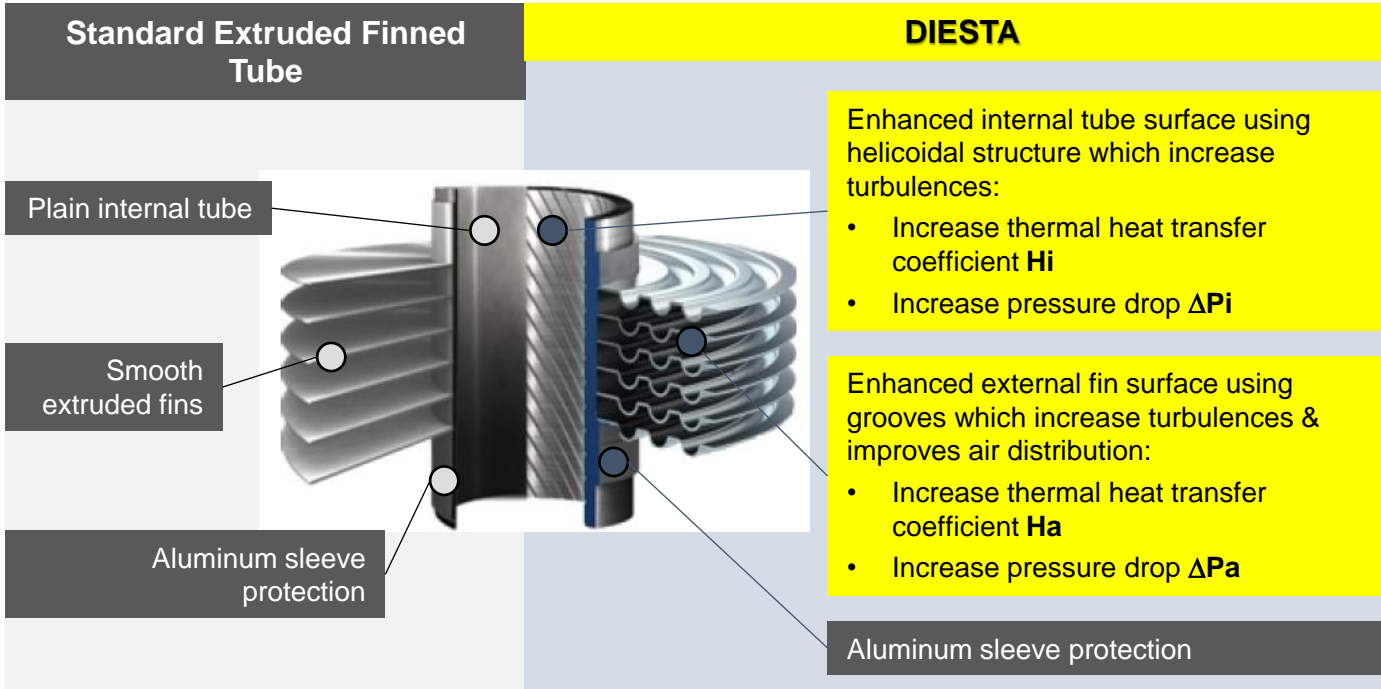 Standard Extruded Finned
Tube
DIESTA
Plain internal tube
Smooth
extruded fins
Aluminum sleeve
protection
Enhanced internal tube surface using
helicoidal structure which increase
turbulences:
• Increase thermal heat transfer
coefficient Hi
• Increase pressure drop ΔPi
Enhanced external fin surface using
grooves which increase turbulences &
improves air distribution:
• Increase thermal heat transfer
coefficient Ha
• Increase pressure drop ΔPa
Aluminum sleeve protection